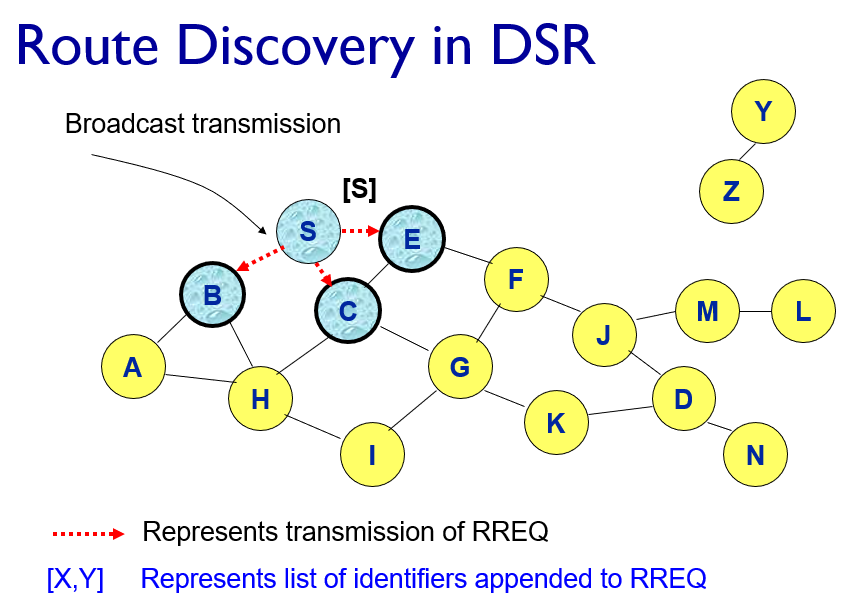 Route Discovery in DSR
Y
Broadcast transmission
Z
[S]
S
E
B
C
F
M
L
J
A
H
G
D
K
I
N
Represents transmission of RREQ
[X,Y] Represents list of identifiers appended to RREQ